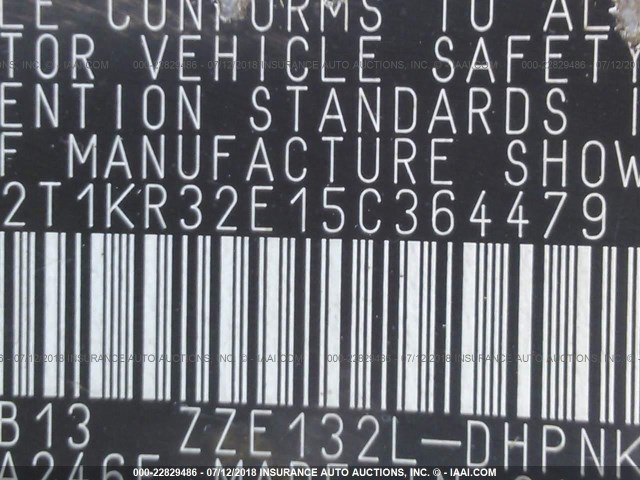 LE CONFORMS TO AL
TOR VEHICLE SAFET
ENTION STANDARDS
F MANUFACTURE SHOW
2T1KR32E15C364479
B13 ZZE132L-DHPNK
A246F
000-22829486 - 07/12/2018 - INSURANCE AUTO AUCTIONS - © - IAAI.COM